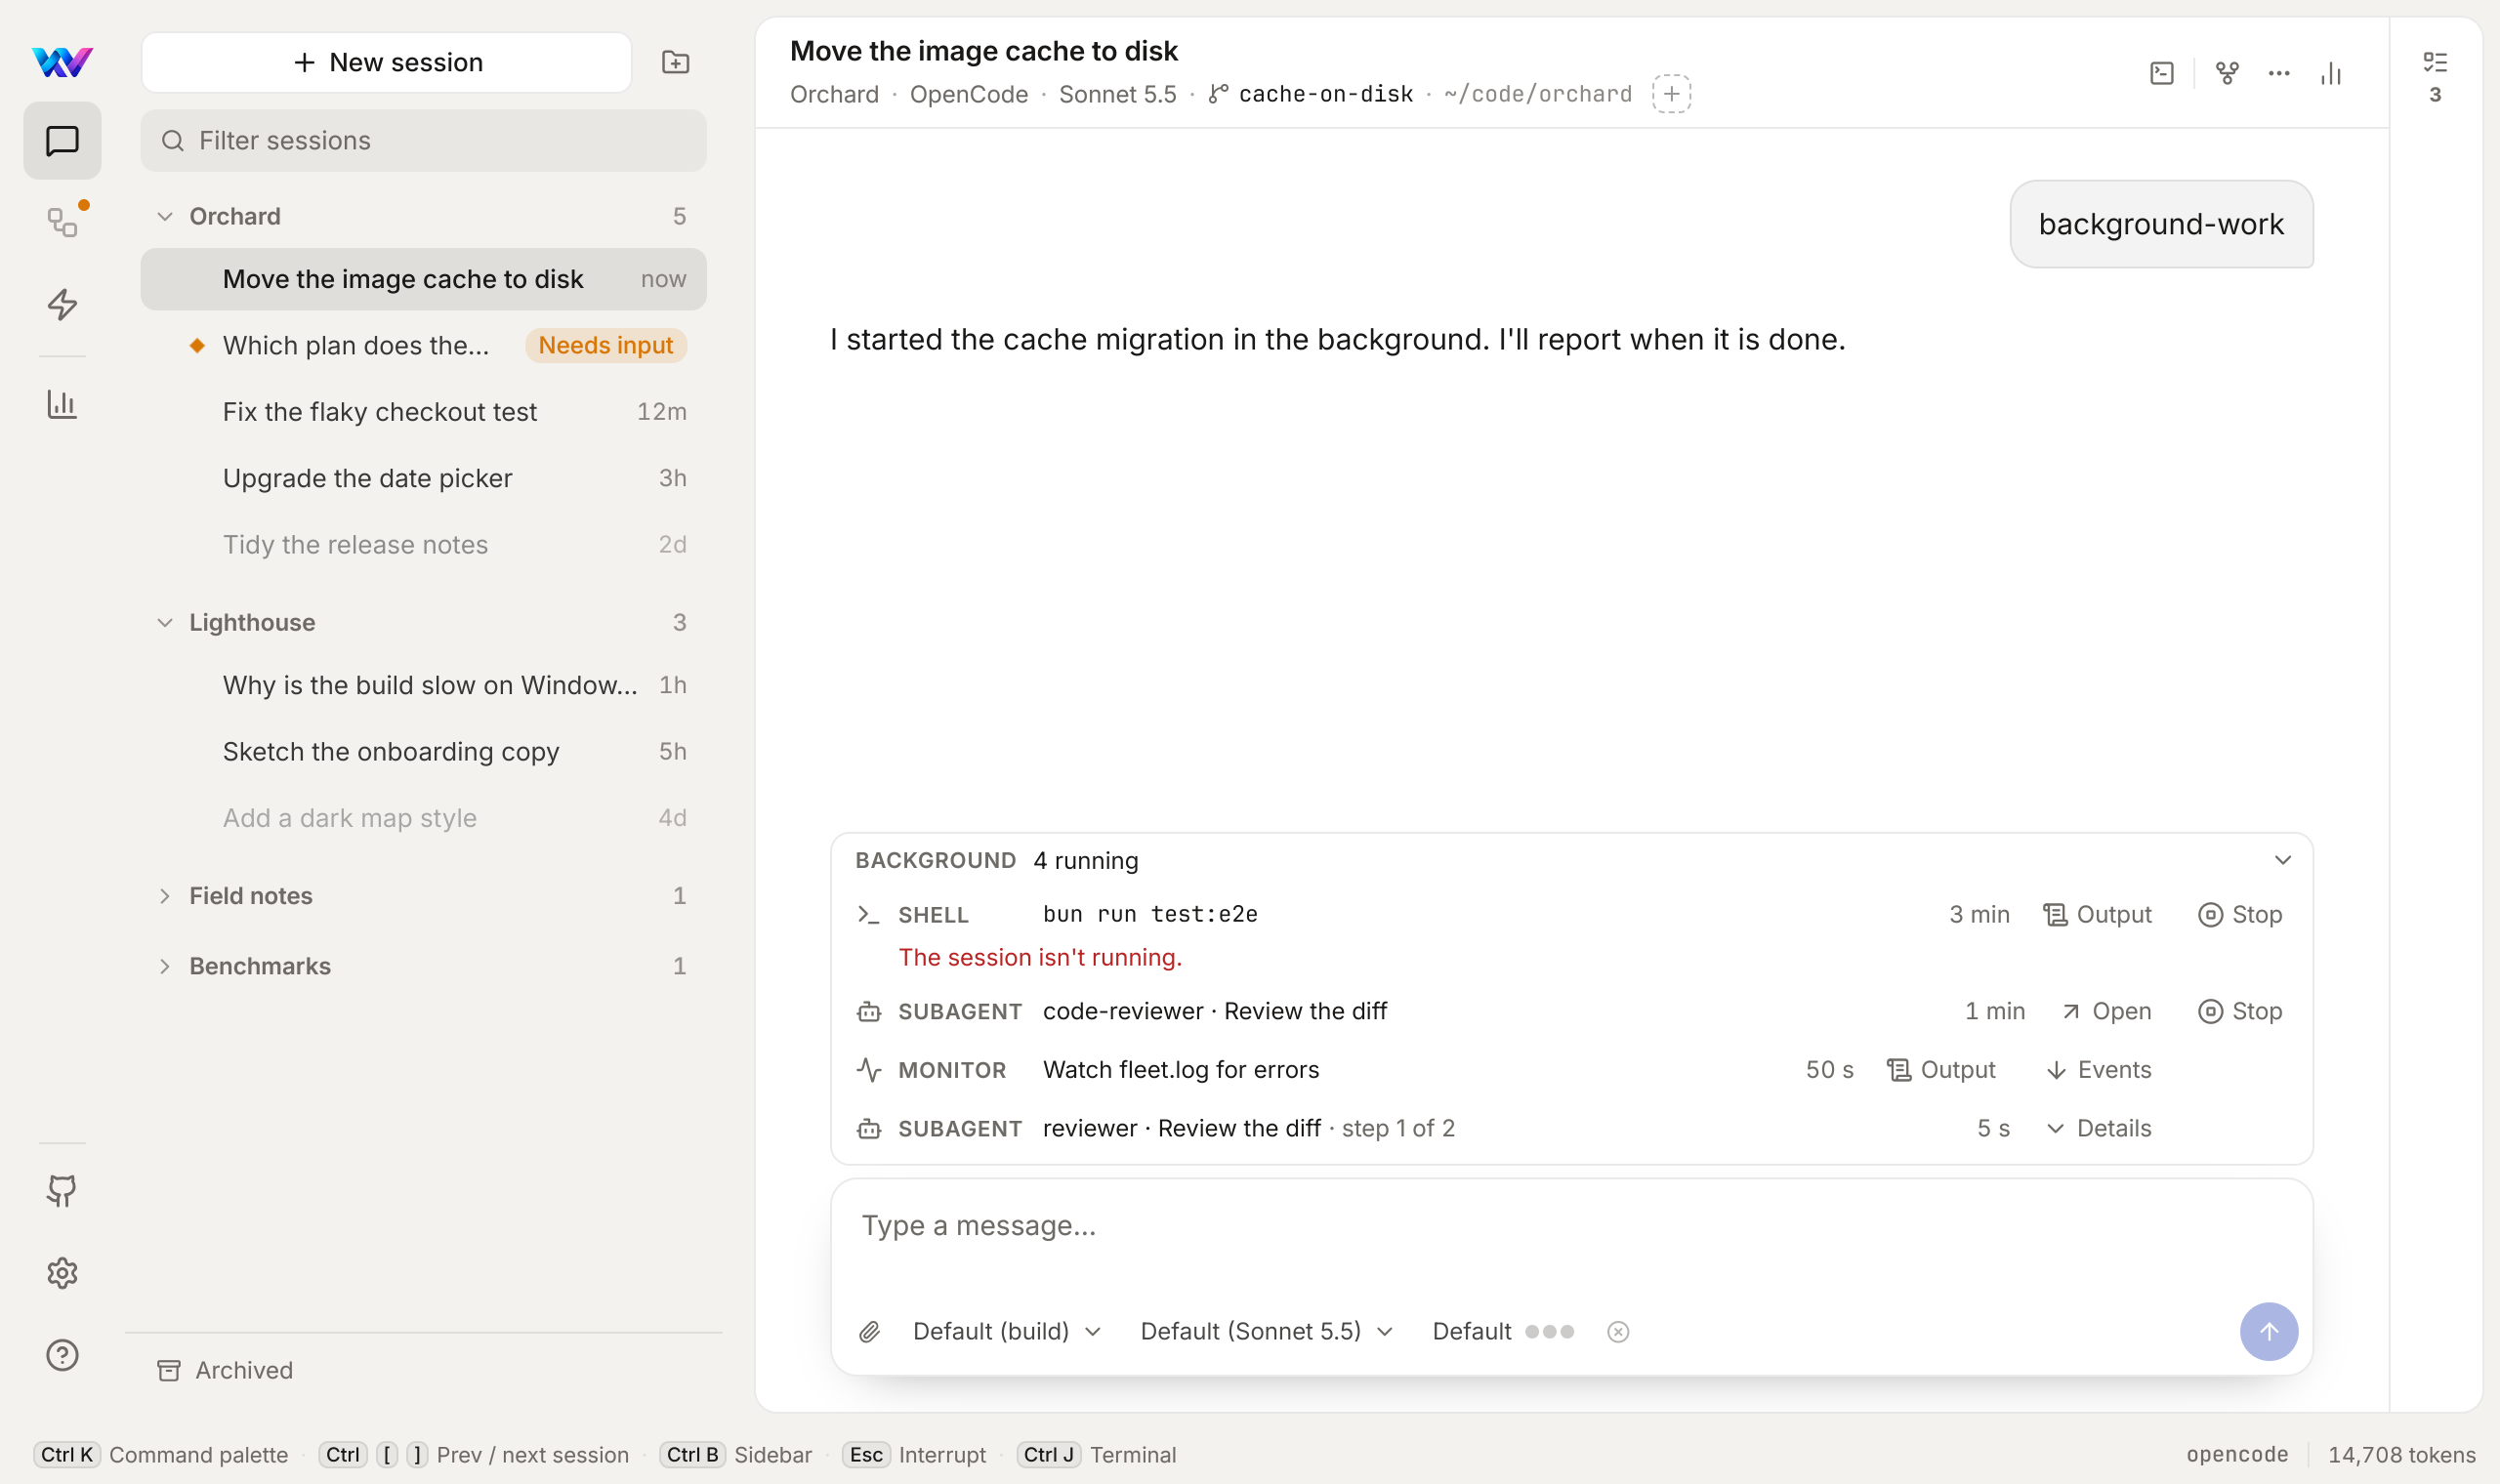 New session
Filter sessions
Orchard 5
Move the image cache to disk now
Which plan does the... Needs input
Fix the flaky checkout test 12m
Upgrade the date picker 3h
Tidy the release notes 2d
Lighthouse 3
Why is the build slow on Window... 1h
Sketch the onboarding copy 5h
Add a dark map style 4d
Field notes 1
Benchmarks 1
Archived
Move the image cache to disk
Orchard · OpenCode · Sonnet 5.5 · cache-on-disk · ~/code/orchard
3
background-work
I started the cache migration in the background. I'll report when it is done.
BACKGROUND 4 running
SHELL bun run test:e2e 3 min Output Stop
The session isn't running.
SUBAGENT code-reviewer · Review the diff 1 min Open Stop
MONITOR Watch fleet.log for errors 50 s Output Events
SUBAGENT reviewer · Review the diff · step 1 of 2 5 s Details
Type a message...
Default (build) Default (Sonnet 5.5) Default
Ctrl K Command palette · Ctrl [ ] Prev / next session · Ctrl B Sidebar · Esc Interrupt · Ctrl J Terminal
opencode 14,708 tokens